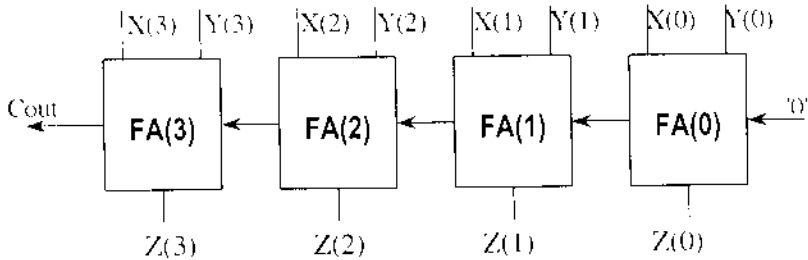 X(3) Y(3) X(2) Y(2) X(1) Y(1) X(0) Y(0)
Cout FA(3) FA(2) FA(1) FA(0) '0'
Z(3) Z(2) Z(1) Z(0)